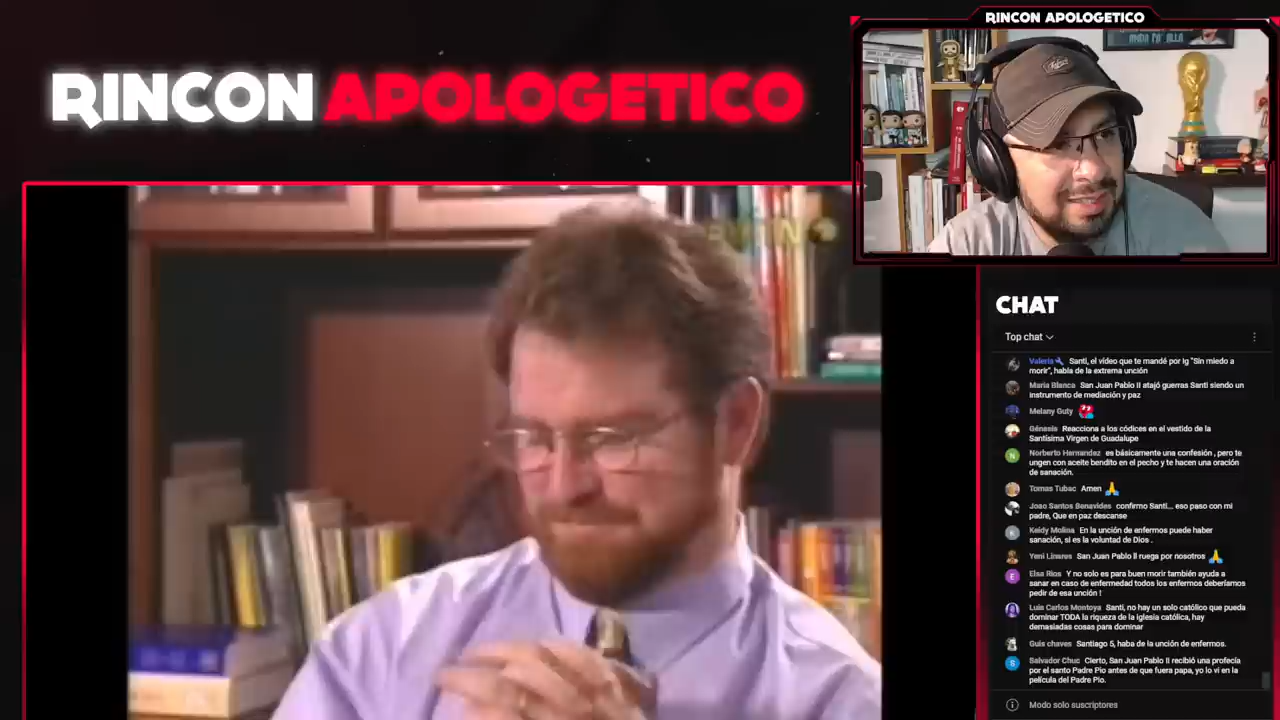 RINCON APOLOGETICO
RINCON APOLOGETICO
EWTN
CHAT
Top chat
Valeria Santi, el vídeo que te mandé por Ig "Sin miedo a
morir", habla de la extrema unción
Maria Blanca San Juan Pablo II atajó guerras Santi siendo un
instrumento de mediación y paz
Melany Guty
Génesis Reacciona a los códices en el vestido de la
Santísima Virgen de Guadalupe
N
Norberto Hernandez es básicamente una confesión , pero te
ungen con aceite bendito en el pecho y te hacen una oración
de sanación.
Tomas Tubac Amen
Joao Santos Benavides confirmo Santi... eso paso con mi
padre, Que en paz descanse
Keidy Molina En la unción de enfermos puede haber
sanación, si es la voluntad de Dios .
Yeni Linares San Juan Pablo ll ruega por nosotros
E
Elsa Rios Y no solo es para buen morir también ayuda a
sanar en caso de enfermedad todos los enfermos deberíamos
pedir de esa unción !
Luin Carlos Montoya Santi, no hay un solo católico que pueda
dominar TODA la riqueza de la iglesia católica, hay
demasiadas cosas para dominar
Guis chaves Santiago 5, haba de la unción de enfermos.
S
Salvador Chuc Cierto, San Juan Pablo II recibió una profecía
por el santo Padre Pio antes de que fuera papa, yo lo vi en la
película del Padre Pio.
Modo solo suscriptores